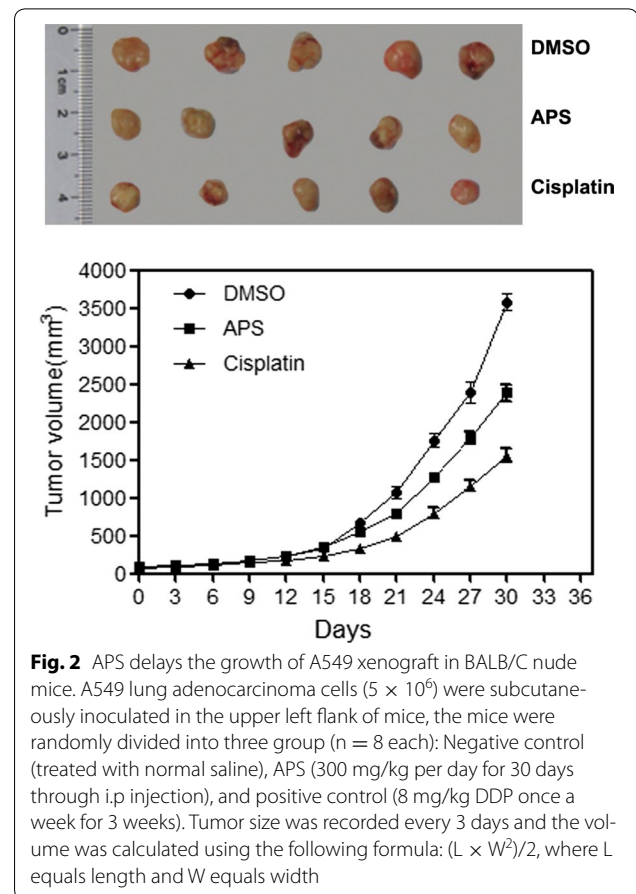 0
1cm
2
3
4
DMSO
APS
Cisplatin
4000
3500
3000
2500
2000
1500
1000
500
0
Tumor volume(mm³)
DMSO
APS
Cisplatin
0 3 6 9 12 15 18 21 24 27 30 33 36
Days
Fig. 2 APS delays the growth of A549 xenograft in BALB/C nude
mice. A549 lung adenocarcinoma cells (5 × 10⁶) were subcutane-
ously inoculated in the upper left flank of mice, the mice were
randomly divided into three group (n = 8 each): Negative control
(treated with normal saline), APS (300 mg/kg per day for 30 days
through i.p injection), and positive control (8 mg/kg DDP once a
week for 3 weeks). Tumor size was recorded every 3 days and the vol-
ume was calculated using the following formula: (L × W²)/2, where L
equals length and W equals width